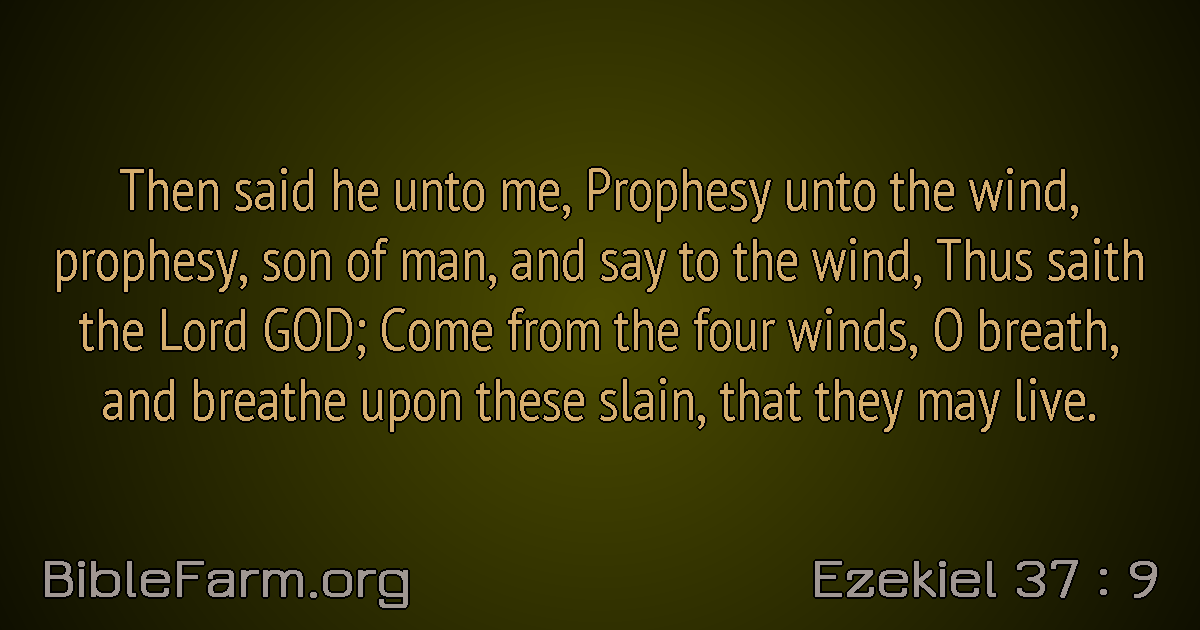 Then said he unto me, Prophesy unto the wind,
prophesy, son of man, and say to the wind, Thus saith
the Lord GOD; Come from the four winds, O breath,
and breathe upon these slain, that they may live.
BibleFarm.org
Ezekiel 37 : 9